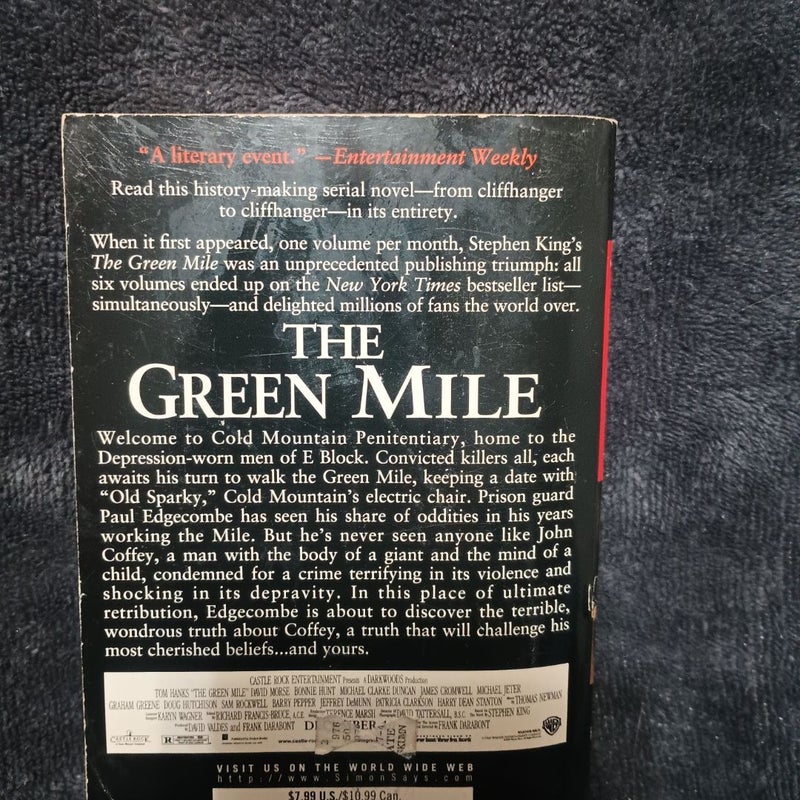 "A literary event." —Entertainment Weekly
Read this history-making serial novel—from cliffhanger
to cliffhanger—in its entirety.
When it first appeared, one volume per month, Stephen King's
The Green Mile was an unprecedented publishing triumph: all
six volumes ended up on the New York Times bestseller list—
simultaneously—and delighted millions of fans the world over.
THE
GREEN MILE
Welcome to Cold Mountain Penitentiary, home to the
Depression-worn men of E Block. Convicted killers all, each
awaits his turn to walk the Green Mile, keeping a date with
"Old Sparky," Cold Mountain's electric chair. Prison guard
Paul Edgecombe has seen his share of oddities in his years
working the Mile. But he's never seen anyone like John
Coffey, a man with the body of a giant and the mind of a
child, condemned for a crime terrifying in its violence and
shocking in its depravity. In this place of ultimate
retribution, Edgecombe is about to discover the terrible,
wondrous truth about Coffey, a truth that will challenge his
most cherished beliefs...and yours.
CASTLE ROCK ENTERTAINMENT Presents A DARKWOODS Production
TOM HANKS "THE GREEN MILE" DAVID MORSE BONNIE HUNT MICHAEL CLARKE DUNCAN JAMES CROMWELL MICHAEL JETER
GRAHAM GREENE DOUG HUTCHISON SAM ROCKWELL BARRY PEPPER JEFFREY DeMUNN PATRICIA CLARKSON HARRY DEAN STANTON THOMAS NEWMAN
KARYN WAGNER RICHARD FRANCIS-BRUCE, A.C.E. TERENCE MARSH DAVID TATTERSALL, B.S.C. STEPHEN KING
DAVID VALDES and FRANK DARABONT FRANK DARABONT
CASTLE ROCK R
VISIT US ON THE WORLD WIDE WEB
http://www.SimonSays.com
$7.99 U.S./$10.99 Can.